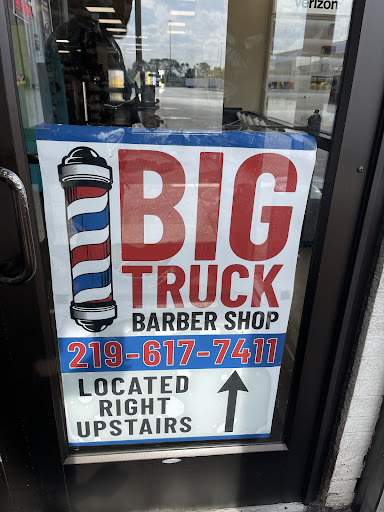 verizon
BIG
TRUCK
BARBER SHOP
219-617-7411
LOCATED
RIGHT
UPSTAIRS